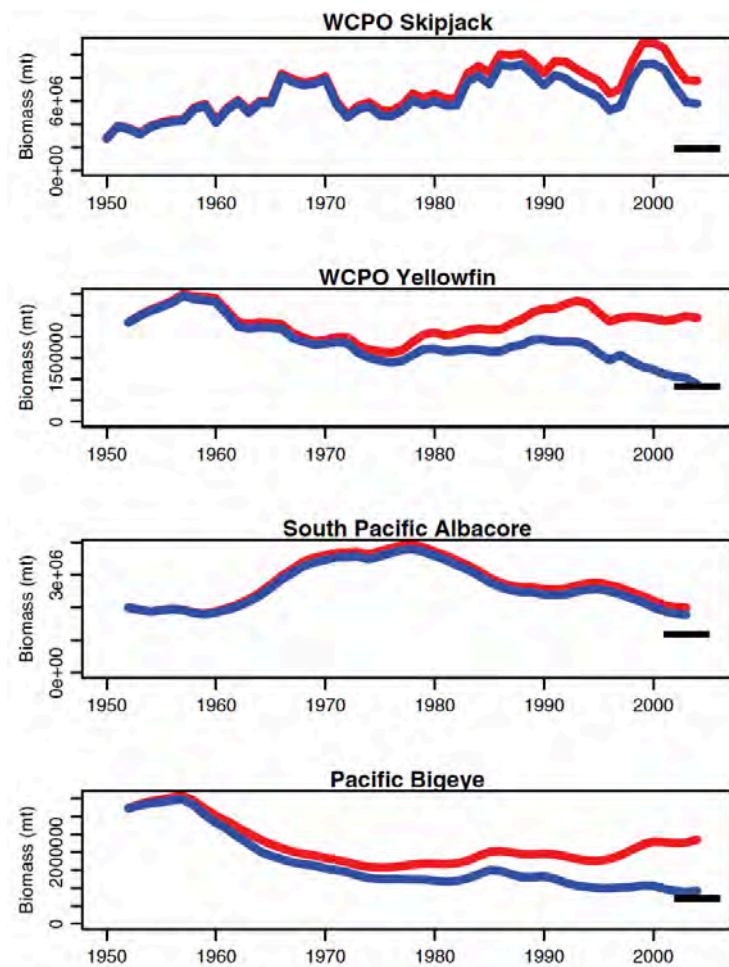 WCPO Skipjack
Biomass (mt)
6e+06
0e+00
1950 1960 1970 1980 1990 2000
WCPO Yellowfin
Biomass (mt)
1500000
0
1950 1960 1970 1980 1990 2000
South Pacific Albacore
Biomass (mt)
3e+06
0e+00
1950 1960 1970 1980 1990 2000
Pacific Bigeye
Biomass (mt)
2000000
0
1950 1960 1970 1980 1990 2000